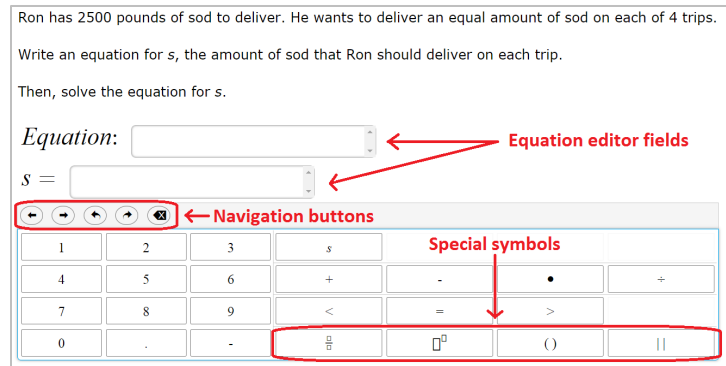 Ron has 2500 pounds of sod to deliver. He wants to deliver an equal amount of sod on each of 4 trips.
Write an equation for s, the amount of sod that Ron should deliver on each trip.
Then, solve the equation for s.
Equation:
Equation editor fields
s =
Navigation buttons
Special symbols
1 2 3 s
4 5 6 + - • ÷
7 8 9 < = >
0 . - □/□ □□ ( ) | |